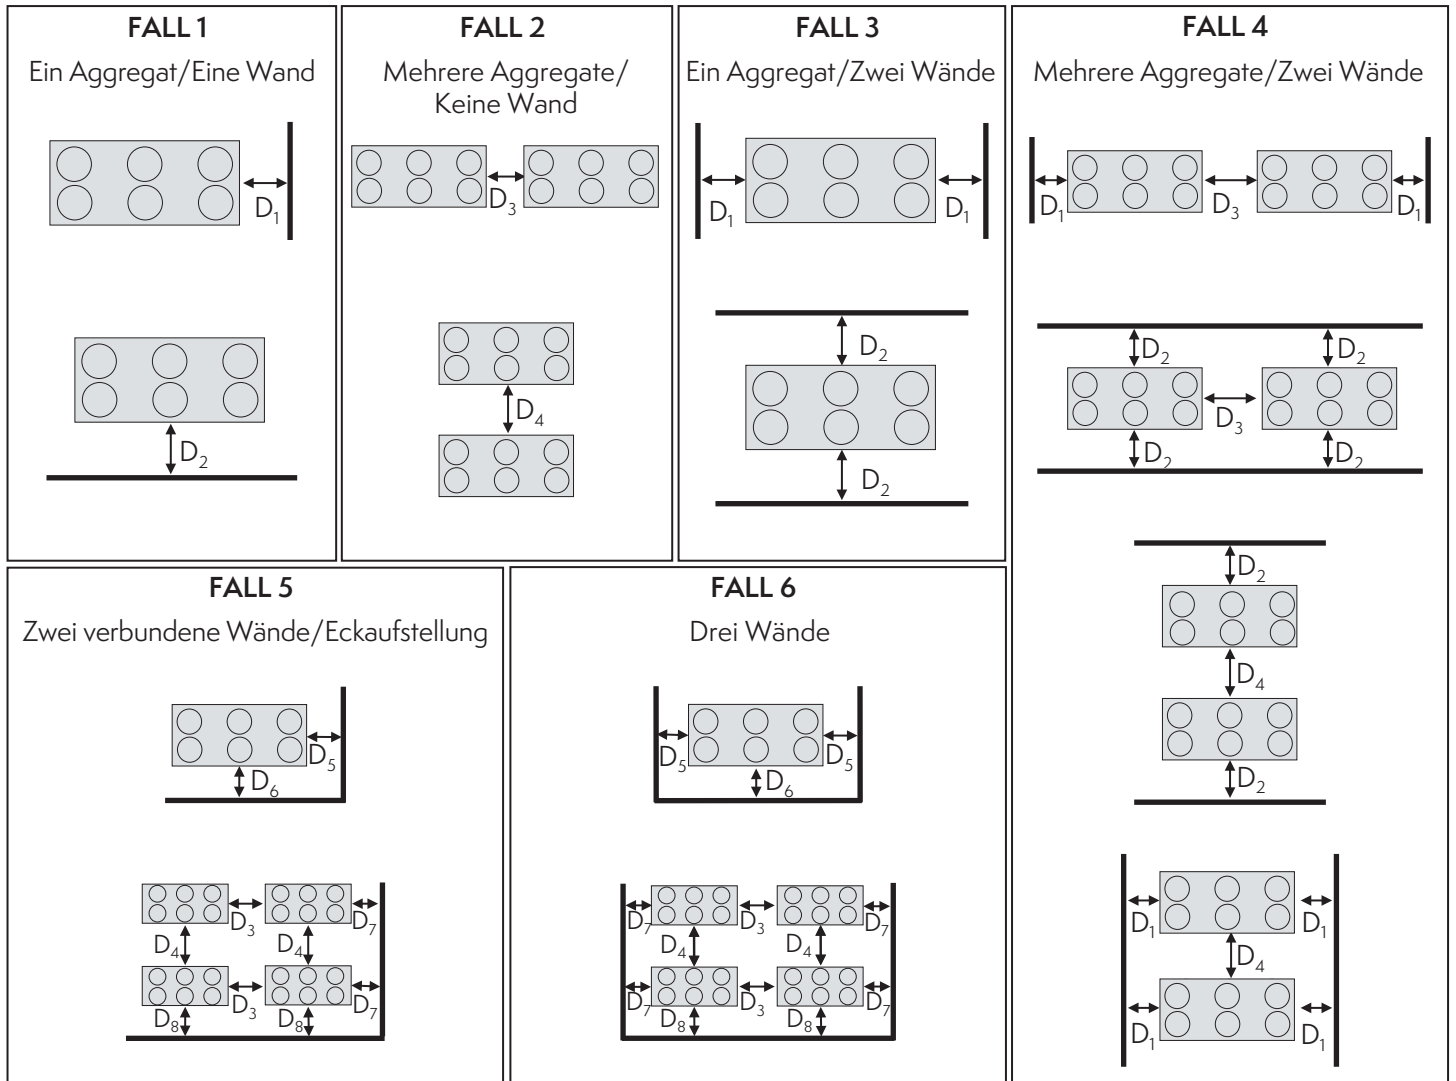 FALL 1
Ein Aggregat/Eine Wand
D₁
D₂
FALL 2
Mehrere Aggregate/
Keine Wand
D₃
D₄
FALL 3
Ein Aggregat/Zwei Wände
D₁ D₁
D₂
D₂
FALL 4
Mehrere Aggregate/Zwei Wände
D₁ D₃ D₁
D₂ D₂
D₃
D₂ D₂
D₂
D₄
D₂
D₁ D₁
D₄
D₁ D₁
FALL 5
Zwei verbundene Wände/Eckaufstellung
D₅
D₆
D₃ D₇
D₄ D₄
D₃ D₇
D₈ D₈
FALL 6
Drei Wände
D₅ D₅
D₆
D₇ D₃ D₇
D₄ D₄
D₇ D₃ D₇
D₈ D₈